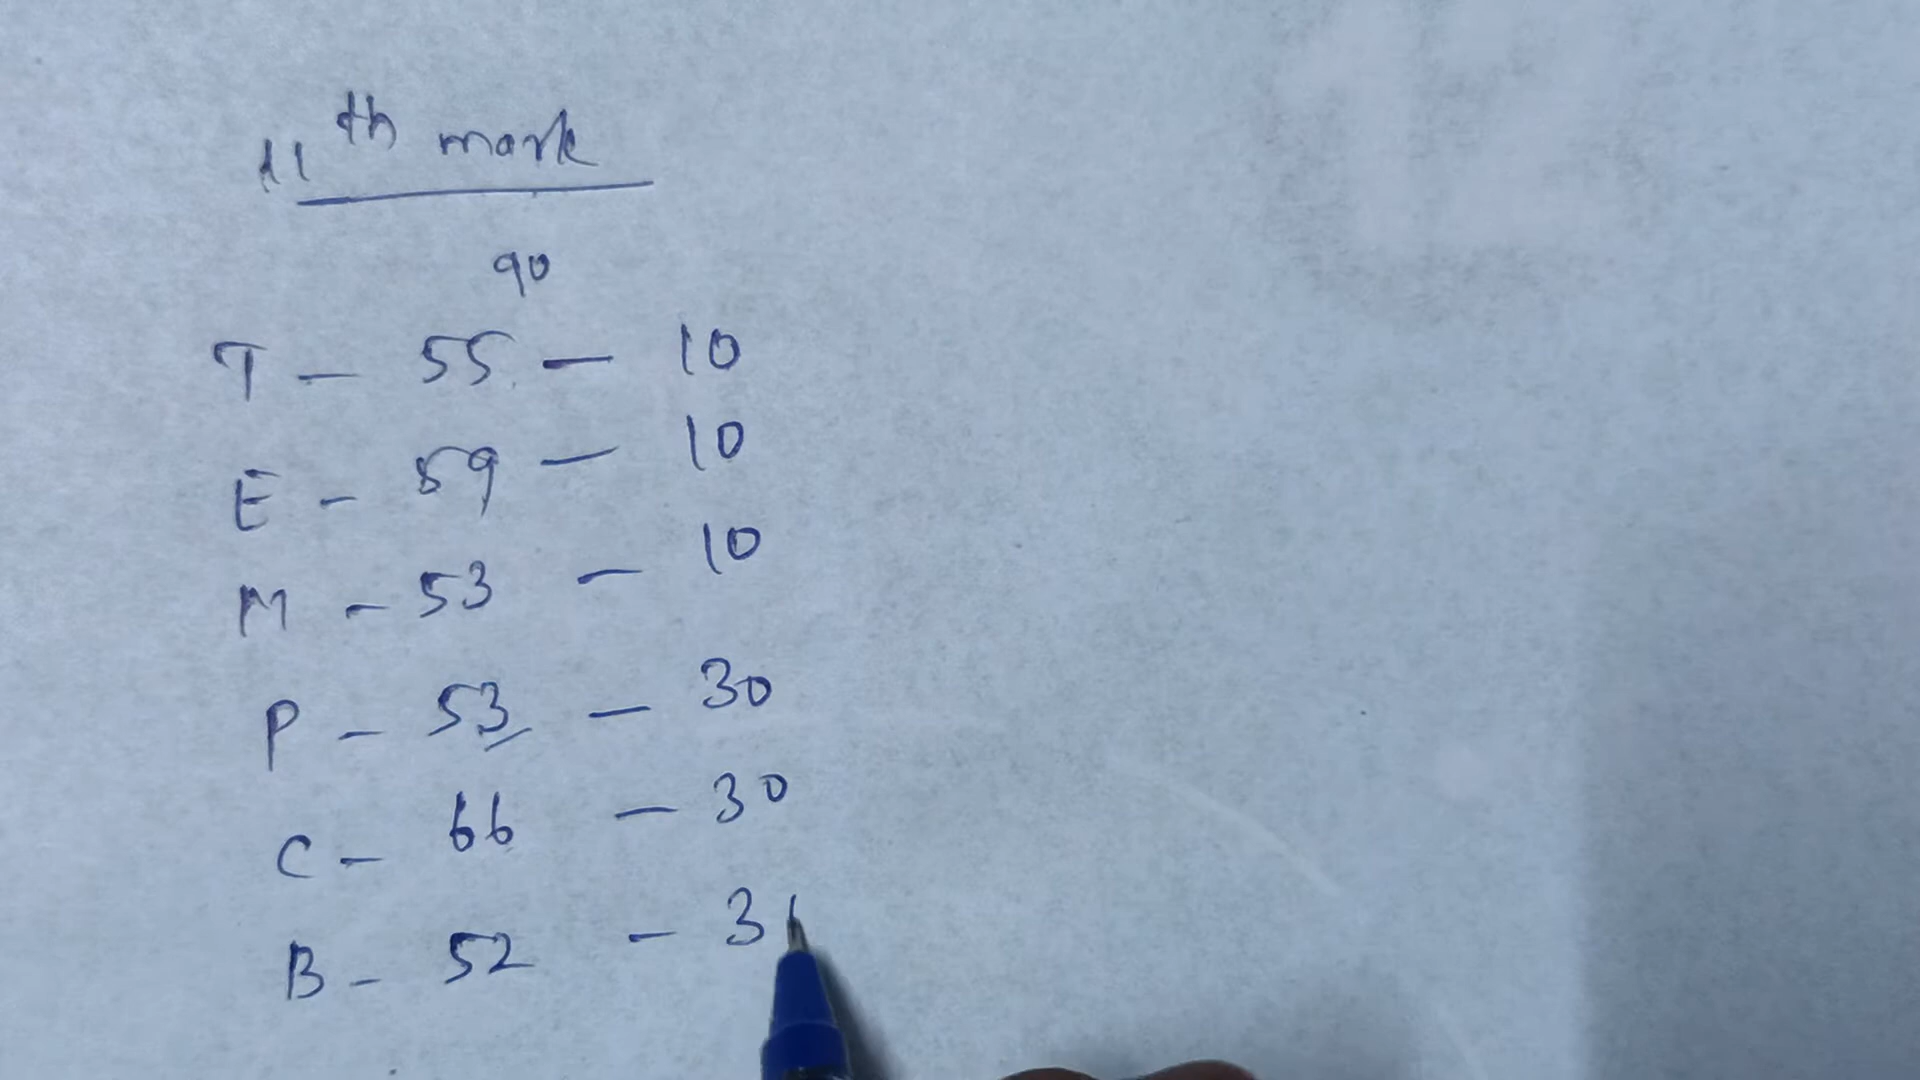 11th mark
90
T - 55 - 10
E - 59 - 10
M - 53 - 10
P - 53 - 30
C - 66 - 30
B - 52 - 3